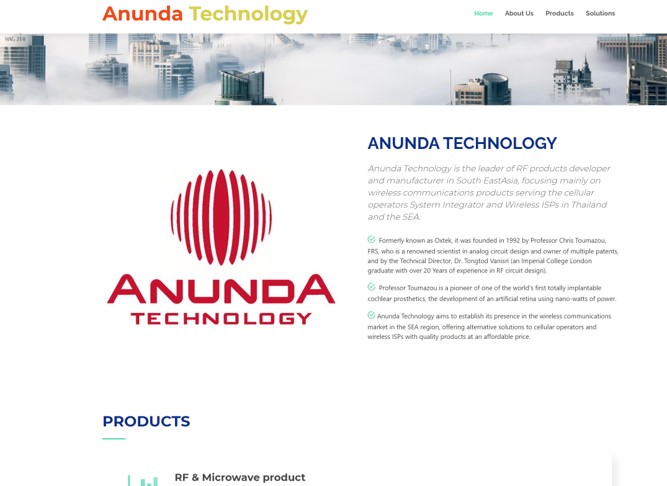 Anunda Technology
Home About Us Products Solutions
ANUNDA TECHNOLOGY
ANUNDA TECHNOLOGY
Anunda Technology is the leader of RF products developer
and manufacturer in South EastAsia, focusing mainly on
wireless communications products serving the cellular
operators System Integrator and Wireless ISPs in Thailand
and the SEA.
Formerly known as Oxtek, it was founded in 1992 by Professor Chris Toumazou,
FRS, who is a renowned scientist in analog circuit design and owner of multiple patents,
and by the Technical Director, Dr. Tongtod Vanisri (an Imperial College London
graduate with over 20 Years of experience in RF circuit design).
Professor Toumazou is a pioneer of one of the world's first totally implantable
cochlear prosthetics, the development of an artificial retina using nano-watts of power.
Anunda Technology aims to establish its presence in the wireless communications
market in the SEA region, offering alternative solutions to cellular operators and
wireless ISPs with quality products at an affordable price.
PRODUCTS
RF & Microwave product